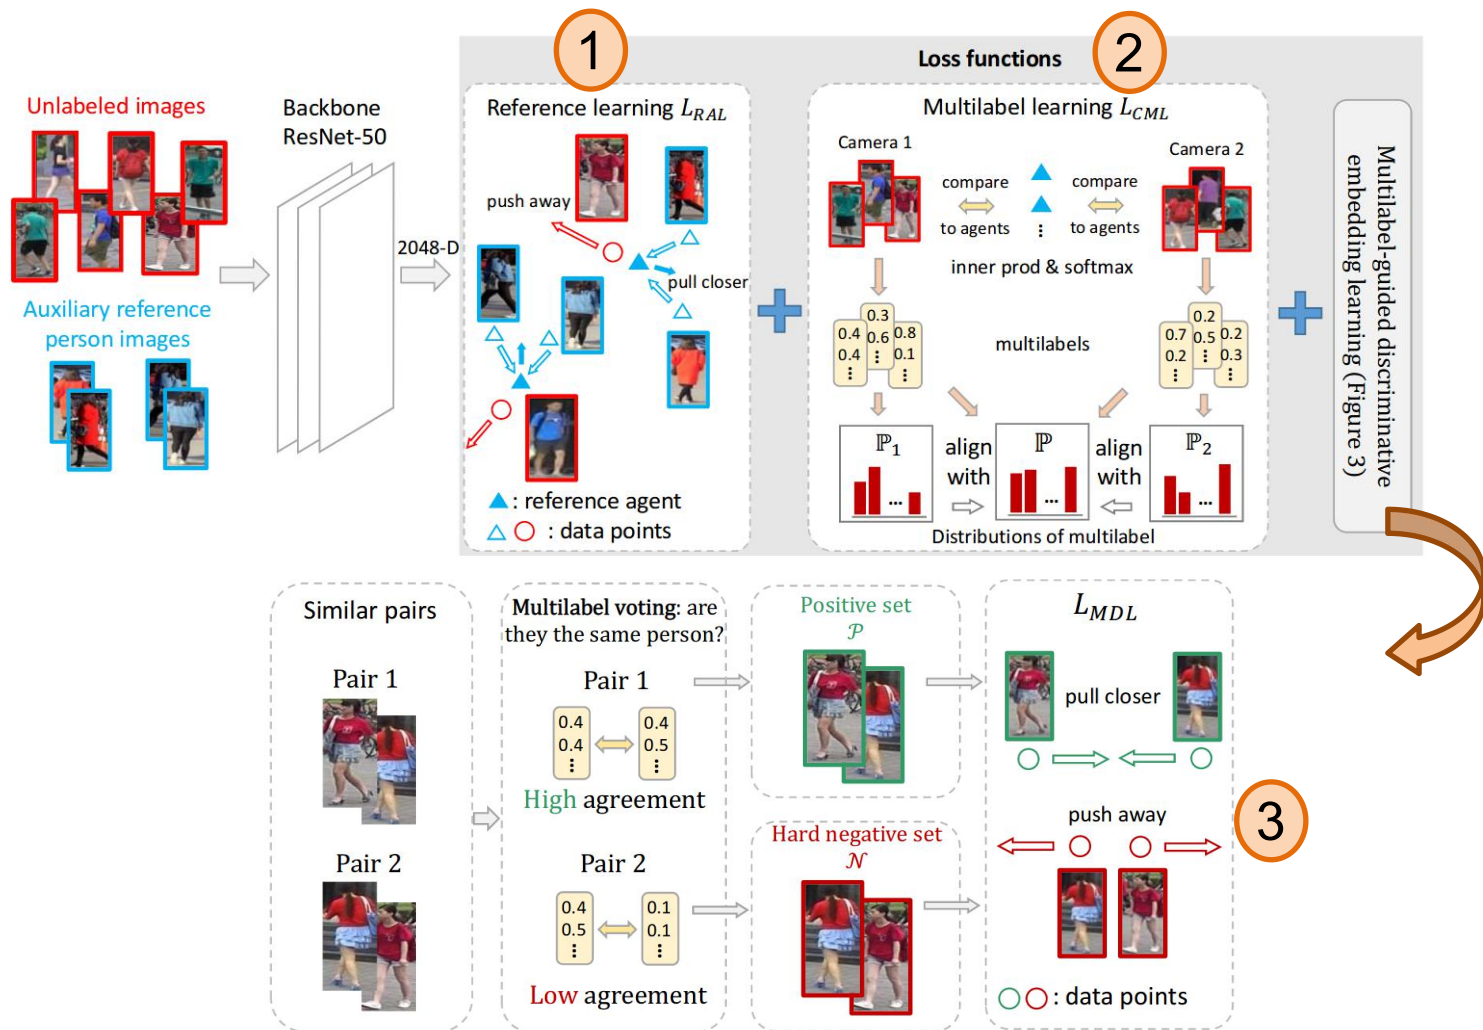 1
2
Loss functions
Unlabeled images
Backbone
ResNet-50
2048-D
Auxiliary reference
person images
Reference learning L_RAL
push away
pull closer
: reference agent
: data points
Multilabel learning L_CML
Camera 1
Camera 2
compare
to agents
⋮
compare
to agents
inner prod & softmax
0.4
0.4
⋮
0.3
0.6
⋮
0.8
0.1
⋮
multilabels
0.7
0.2
⋮
0.2
0.5
⋮
0.2
0.3
⋮
ℙ₁
...
align
with
ℙ
...
align
with
ℙ₂
...
Distributions of multilabel
Multilabel-guided discriminative
embedding learning (Figure 3)
Similar pairs
Pair 1
Pair 2
Multilabel voting: are
they the same person?
Pair 1
0.4
0.4
⋮
0.4
0.5
⋮
High agreement
Pair 2
0.4
0.5
⋮
0.1
0.1
⋮
Low agreement
Positive set
𝒫
Hard negative set
𝒩
L_MDL
pull closer
push away
3
: data points